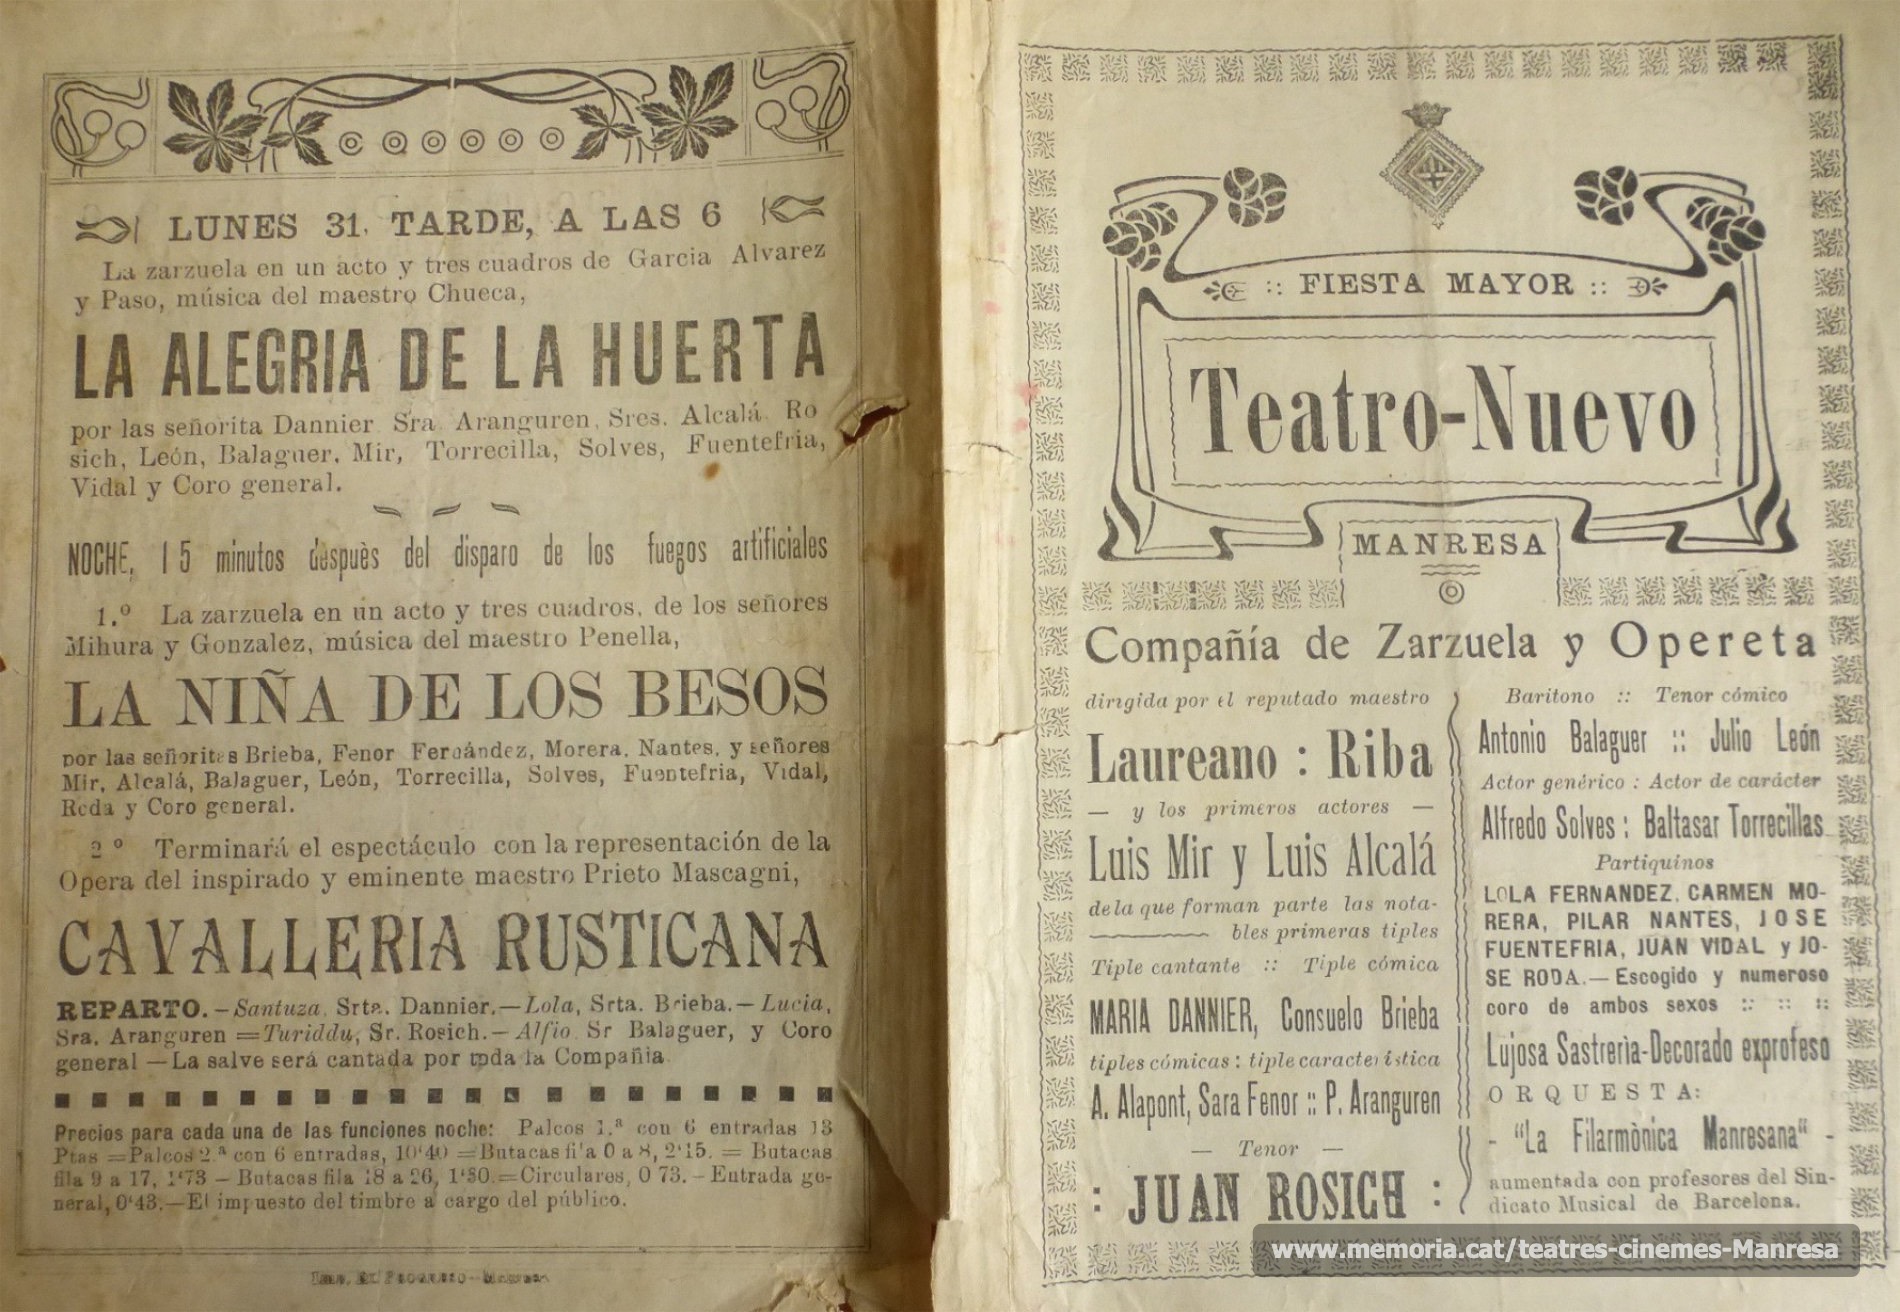 LUNES 31, TARDE, A LAS 6
La zarzuela en un acto y tres cuadros de Garcia Alvarez
y Paso, música del maestro Chueca,
LA ALEGRIA DE LA HUERTA
por las señorita Dannier Sra. Aranguren, Sres. Alcalá Ro
sich, León, Balaguer, Mir, Torrecilla, Solves, Fuentefria,
Vidal y Coro general.
NOCHE, 15 minutos despuès del disparo de los fuegos artificiales
1.º La zarzuela en un acto y tres cuadros, de los señores
Mihura y Gonzalez, música del maestro Penella,
LA NIÑA DE LOS BESOS
por las señorites Brieba, Fenor Fernández, Morera, Nantes, y señores
Mir, Alcalá, Balaguer, León, Torrecilla, Solves, Fuentefria, Vidal,
Roda y Coro general.
2º Terminará el espectáculo con la representación de la
Opera del inspirado y eminente maestro Prieto Mascagni,
CAVALLERIA RUSTICANA
REPARTO.—Santuza, Srta. Dannier.—Lola, Srta. Brieba.—Lucia,
Sra. Aranguren =Turiddu, Sr. Rosich.—Alfio. Sr Balaguer, y Coro
general—La salve será cantada por toda la Compañia
Precios para cada una de las funciones noche: Palcos 1.ª con 6 entradas 13
Ptas =Palcos 2.ª con 6 entradas, 10'40 =Butacas fila 0 a 8, 2'15. = Butacas
fila 9 a 17, 1'73 — Butacas fila 18 a 26, 1'30.=Circulares, 0 73.—Entrada ge-
neral, 0'43.—El impuesto del timbre a cargo del público.
Imp. El Progreso—Manresa
:: FIESTA MAYOR ::
Teatro-Nuevo
MANRESA
Compañía de Zarzuela y Opereta
dirigida por el reputado maestro
Laureano : Riba
— y los primeros actores —
Luis Mir y Luis Alcalá
de la que forman parte las nota-
bles primeras tiples
Tiple cantante :: Tiple cómica
MARIA DANNIER, Consuelo Brieba
tiples cómicas : tiple característica
A. Alapont, Sara Fenor :: P. Aranguren
— Tenor —
: JUAN ROSICH :
Baritono :: Tenor cómico
Antonio Balaguer :: Julio León
Actor genérico : Actor de carácter
Alfredo Solves : Baltasar Torrecillas
Partiquinos
LOLA FERNANDEZ, CARMEN MO-
RERA, PILAR NANTES, JOSE
FUENTEFRIA, JUAN VIDAL y JO-
SE RODA.—Escogido y numeroso
coro de ambos sexos :: :: ::
Lujosa Sastrerìa-Decorado exprofeso
ORQUESTA:
- "La Filarmònica Manresana" -
aumentada con profesores del Sin-
dicato Musical de Barcelona.
www.memoria.cat/teatres-cinemes-Manresa